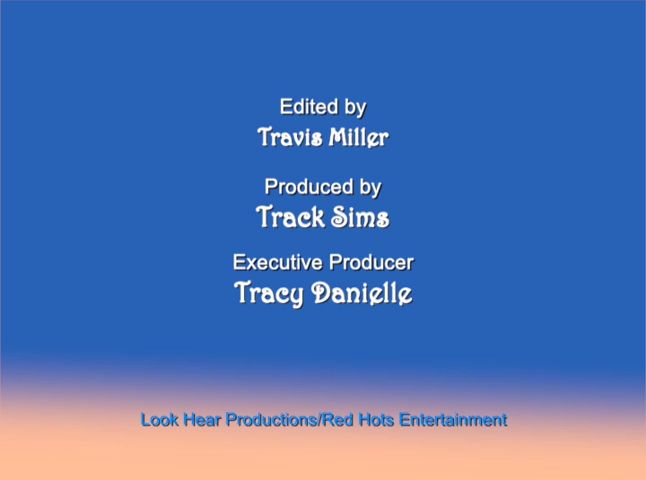 Edited by
Travis Miller
Produced by
Track Sims
Executive Producer
Tracy Danielle
Look Hear Productions/Red Hots Entertainment